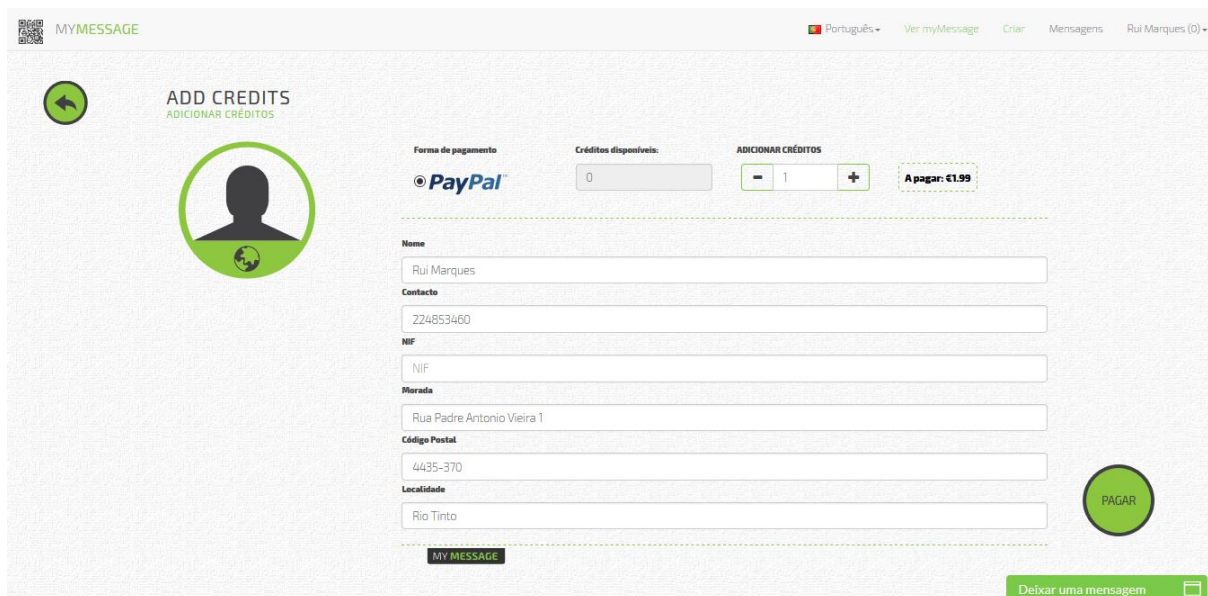 MYMESSAGE
Português
Ver myMessage
Criar
Mensagens
Rui Marques (0)
ADD CREDITS
ADICIONAR CRÉDITOS
Forma de pagamento
PayPal™
Créditos disponíveis:
0
ADICIONAR CRÉDITOS
- 1 +
A pagar: €1.99
Nome
Rui Marques
Contacto
224853460
NIF
NIF
Morada
Rua Padre Antonio Vieira 1
Código Postal
4435-370
Localidade
Rio Tinto
PAGAR
MY MESSAGE
Deixar uma mensagem